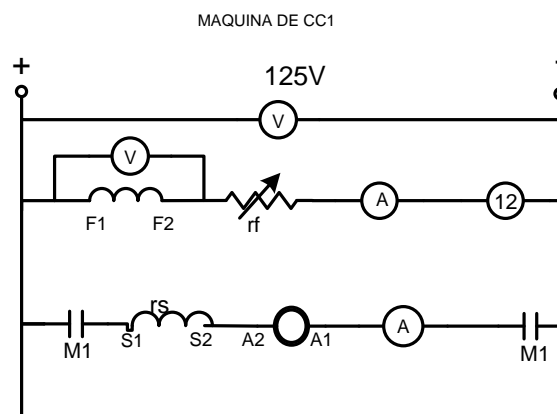 MAQUINA DE CC1
+ -
125V
V
V
F1 F2 rf A 12
rs
M1 S1 S2 A2 A1 A M1